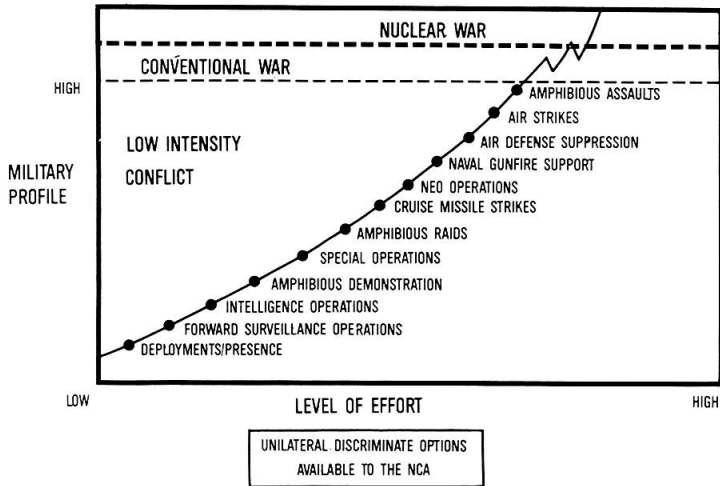 NUCLEAR WAR
CONVENTIONAL WAR
HIGH
AMPHIBIOUS ASSAULTS
AIR STRIKES
LOW INTENSITY
AIR DEFENSE SUPPRESSION
NAVAL GUNFIRE SUPPORT
MILITARY
CONFLICT
NEO OPERATIONS
PROFILE
CRUISE MISSILE STRIKES
AMPHIBIOUS RAIDS
SPECIAL OPERATIONS
AMPHIBIOUS DEMONSTRATION
INTELLIGENCE OPERATIONS
FORWARD SURVEILLANCE OPERATIONS
DEPLOYMENTS/PRESENCE
LOW
LEVEL OF EFFORT
HIGH
UNILATERAL DISCRIMINATE OPTIONS
AVAILABLE TO THE NCA